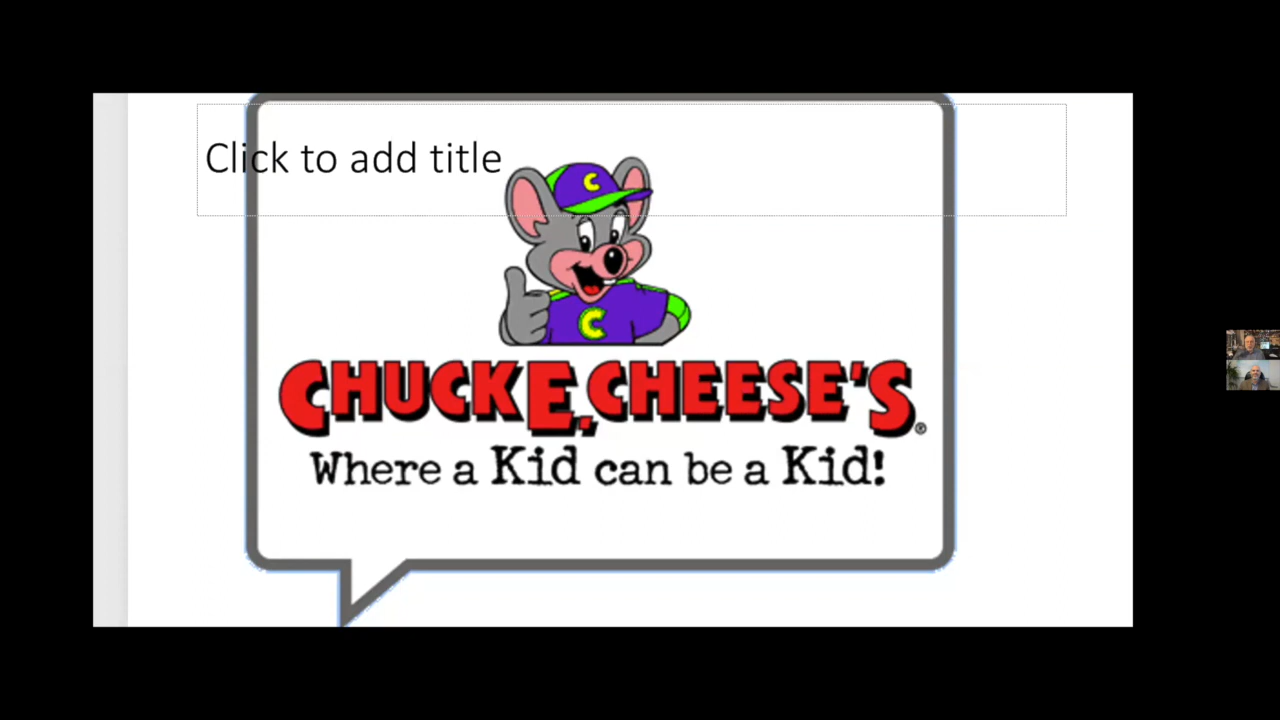 Click to add title
C
C
CHUCK E. CHEESE'S®
Where a Kid can be a Kid!